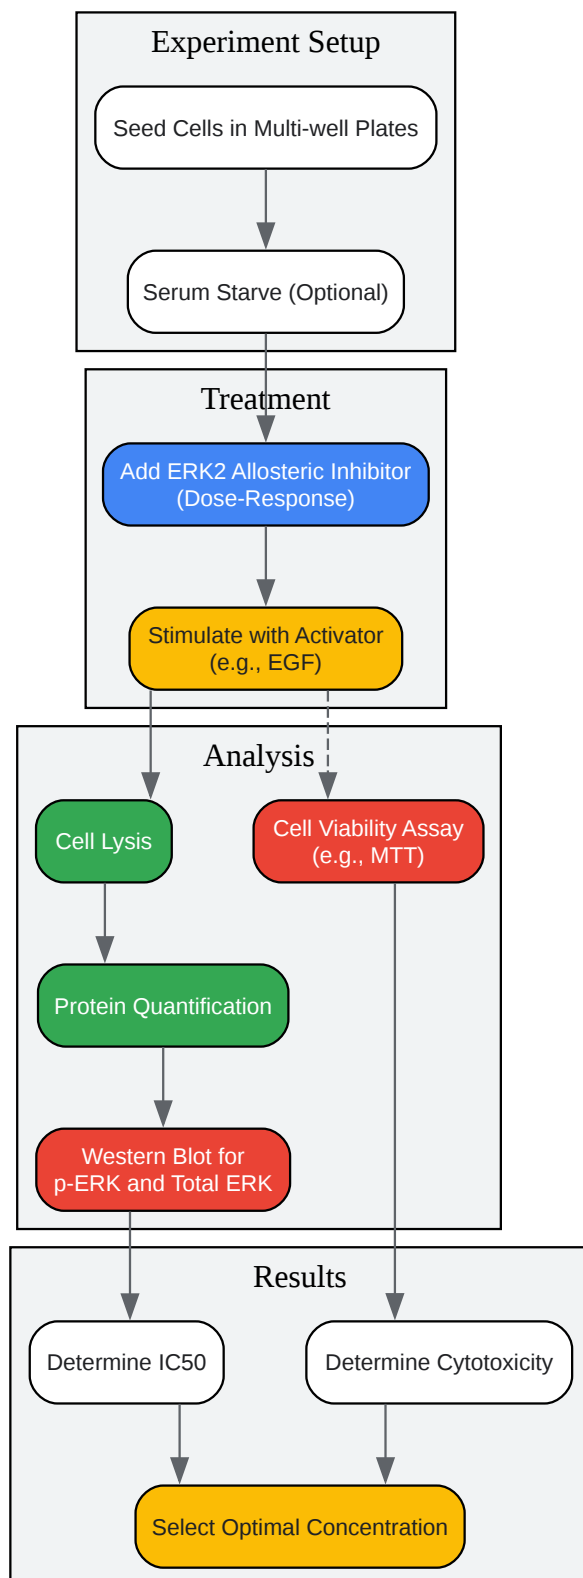 Experiment Setup
Seed Cells in Multi-well Plates
Serum Starve (Optional)
Treatment
Add ERK2 Allosteric Inhibitor
(Dose-Response)
Stimulate with Activator
(e.g., EGF)
Analysis
Cell Lysis
Cell Viability Assay
(e.g., MTT)
Protein Quantification
Western Blot for
p-ERK and Total ERK
Results
Determine IC50
Determine Cytotoxicity
Select Optimal Concentration